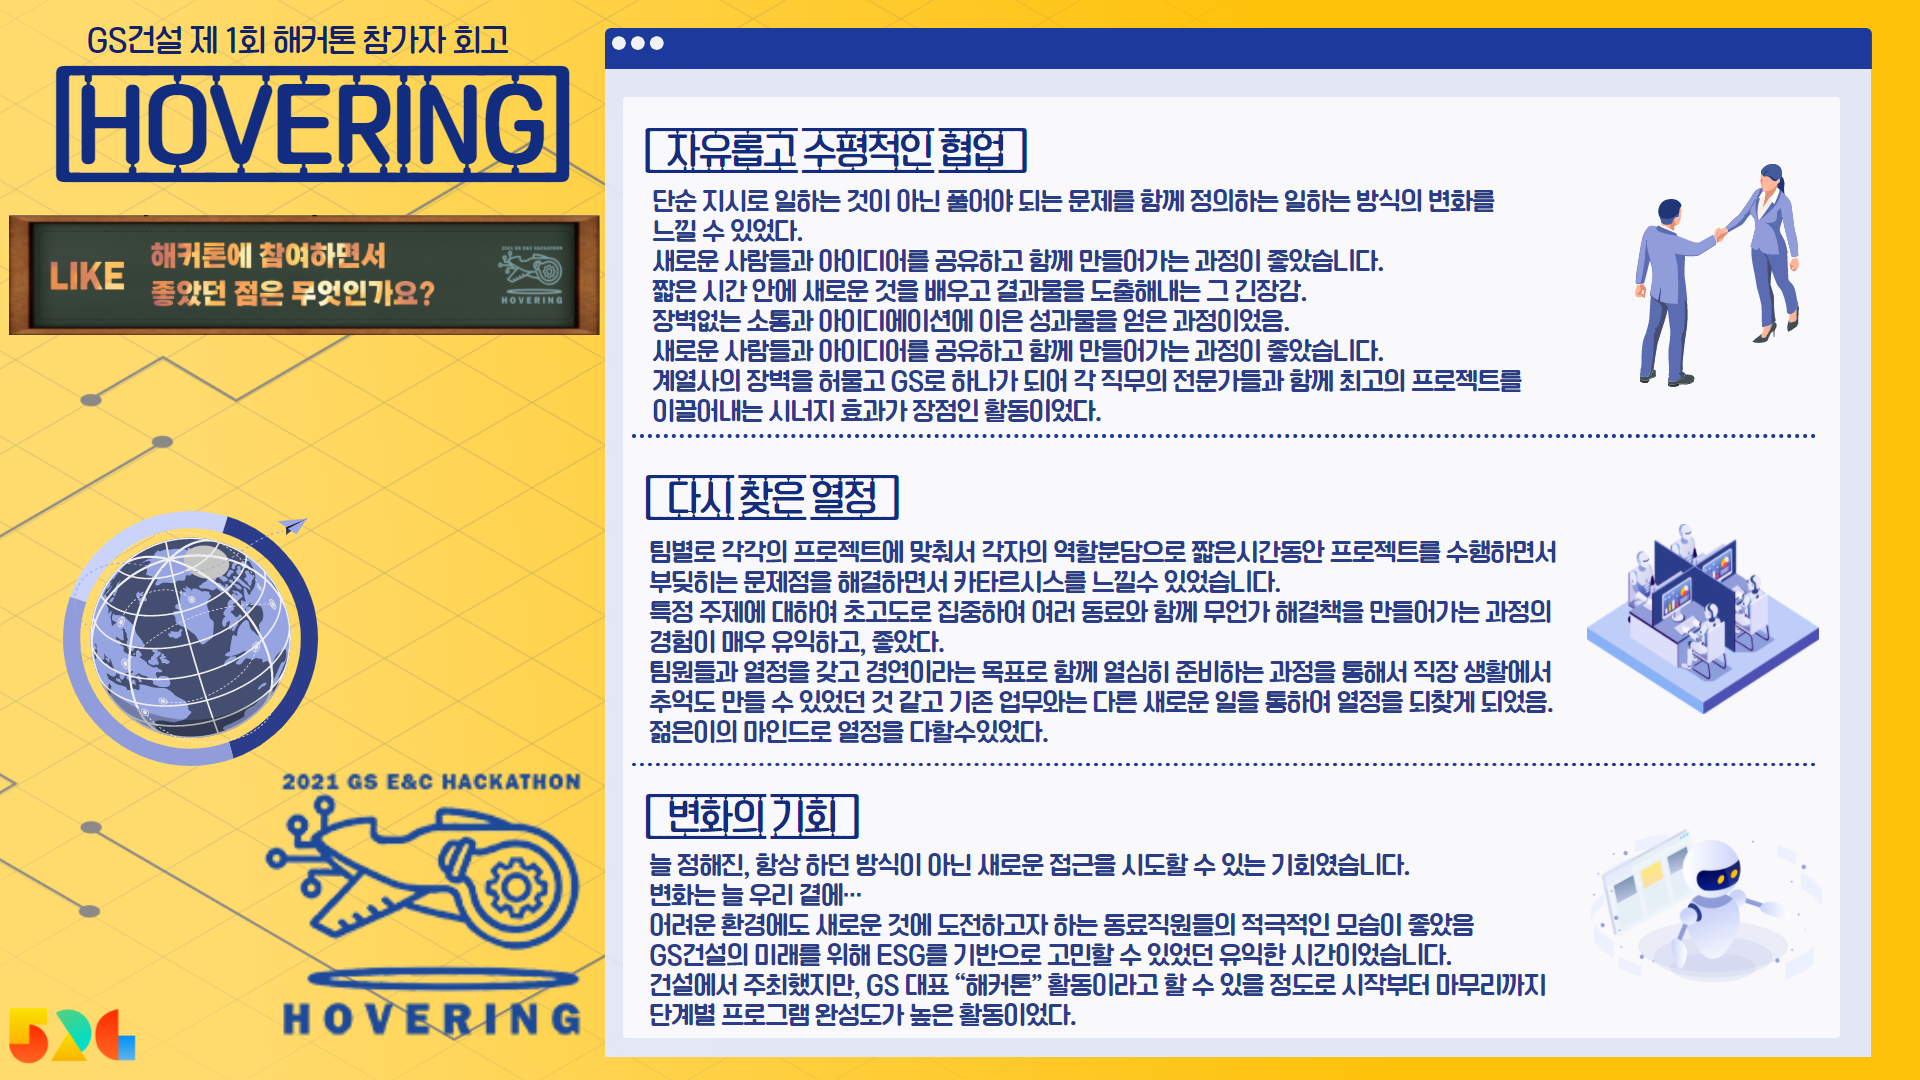 GS건설 제 1회 해커톤 참가자 회고
HOVERING
LIKE
해커톤에 참여하면서
좋았던 점은 무엇인가요?
2021 GS E&C HACKATHON
HOVERING
2021 GS E&C HACKATHON
HOVERING
자유롭고 수평적인 협업
단순 지시로 일하는 것이 아닌 풀어야 되는 문제를 함께 정의하는 일하는 방식의 변화를
느낄 수 있었다.
새로운 사람들과 아이디어를 공유하고 함께 만들어가는 과정이 좋았습니다.
짧은 시간 안에 새로운 것을 배우고 결과물을 도출해내는 그 긴장감.
장벽없는 소통과 아이디에이션에 이은 성과물을 얻은 과정이었음.
새로운 사람들과 아이디어를 공유하고 함께 만들어가는 과정이 좋았습니다.
계열사의 장벽을 허물고 GS로 하나가 되어 각 직무의 전문가들과 함께 최고의 프로젝트를
이끌어내는 시너지 효과가 장점인 활동이었다.
다시 찾은 열정
팀별로 각각의 프로젝트에 맞춰서 각자의 역할분담으로 짧은시간동안 프로젝트를 수행하면서
부딪히는 문제점을 해결하면서 카타르시스를 느낄수 있었습니다.
특정 주제에 대하여 초고도로 집중하여 여러 동료와 함께 무언가 해결책을 만들어가는 과정의
경험이 매우 유익하고, 좋았다.
팀원들과 열정을 갖고 경연이라는 목표로 함께 열심히 준비하는 과정을 통해서 직장 생활에서
추억도 만들 수 있었던 것 같고 기존 업무와는 다른 새로운 일을 통하여 열정을 되찾게 되었음.
젊은이의 마인드로 열정을 다할수있었다.
변화의 기회
늘 정해진, 항상 하던 방식이 아닌 새로운 접근을 시도할 수 있는 기회였습니다.
변화는 늘 우리 곁에…
어려운 환경에도 새로운 것에 도전하고자 하는 동료직원들의 적극적인 모습이 좋았음
GS건설의 미래를 위해 ESG를 기반으로 고민할 수 있었던 유익한 시간이었습니다.
건설에서 주최했지만, GS 대표 “해커톤” 활동이라고 할 수 있을 정도로 시작부터 마무리까지
단계별 프로그램 완성도가 높은 활동이었다.